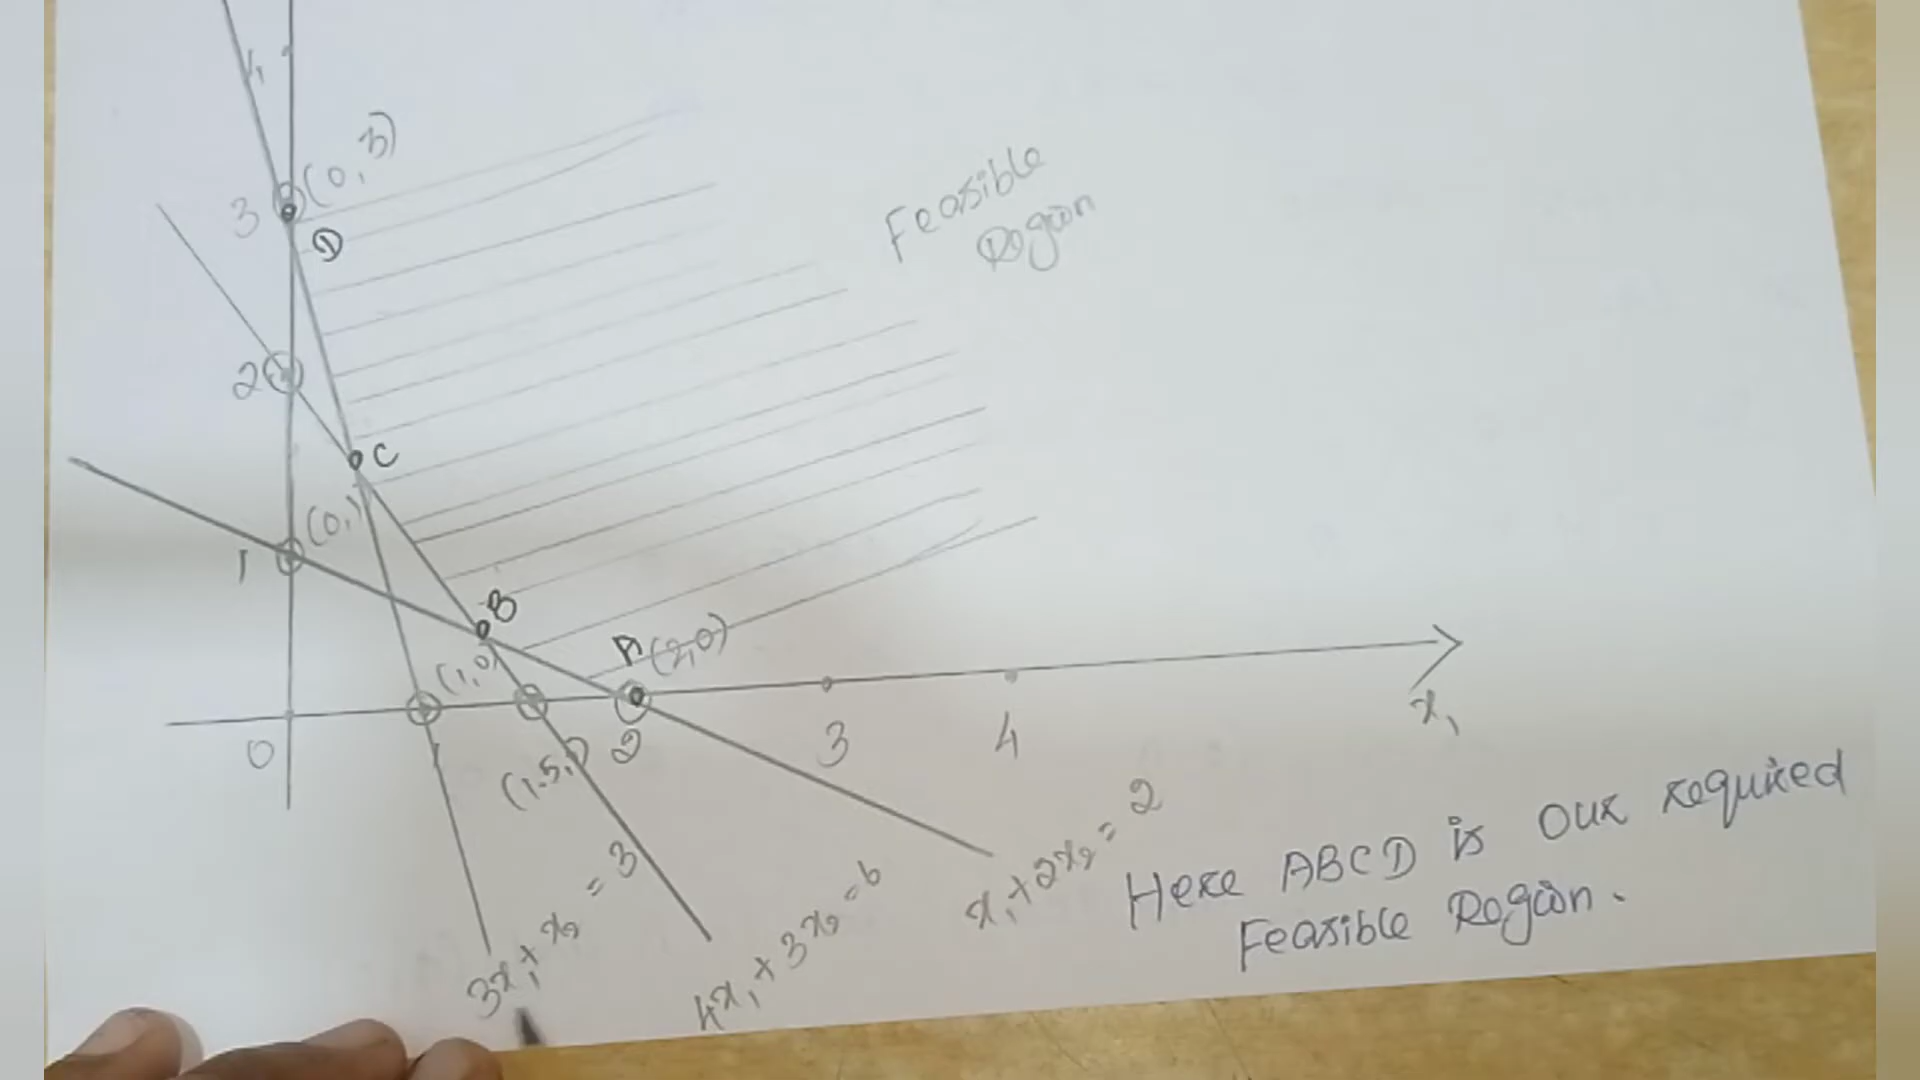 4
(0, 3)
3
D
Feasible
Region
2
C
(0,
1
B
A (2,0)
(1,0)
0
1
(1.5,
2
3
4
x1
3x1 + x2 = 3
4x1 + 3x2 = 6
x1 + 2x2 = 2
Here ABCD is our required
Feasible Region.